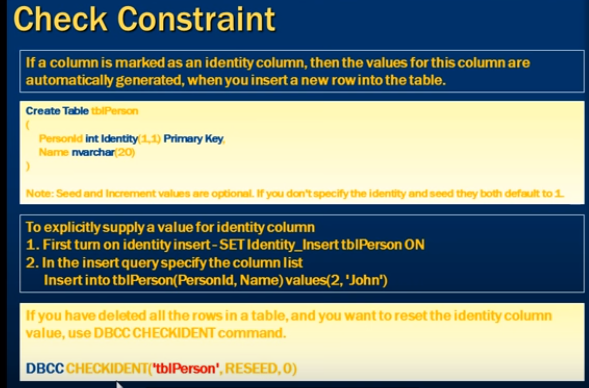 Check Constraint
If a column is marked as an identity column, then the values for this column are
automatically generated, when you insert a new row into the table.
Create Table tblPerson
(
PersonId int Identity(1,1) Primary Key,
Name nvarchar(20)
)
Note: Seed and Increment values are optional. If you don't specify the identity and seed they both default to 1.
To explicitly supply a value for identity column
1. First turn on identity insert - SET Identity_Insert tblPerson ON
2. In the insert query specify the column list
Insert into tblPerson(PersonId, Name) values(2, 'John')
If you have deleted all the rows in a table, and you want to reset the identity column
value, use DBCC CHECKIDENT command.
DBCC CHECKIDENT('tblPerson', RESEED, 0)